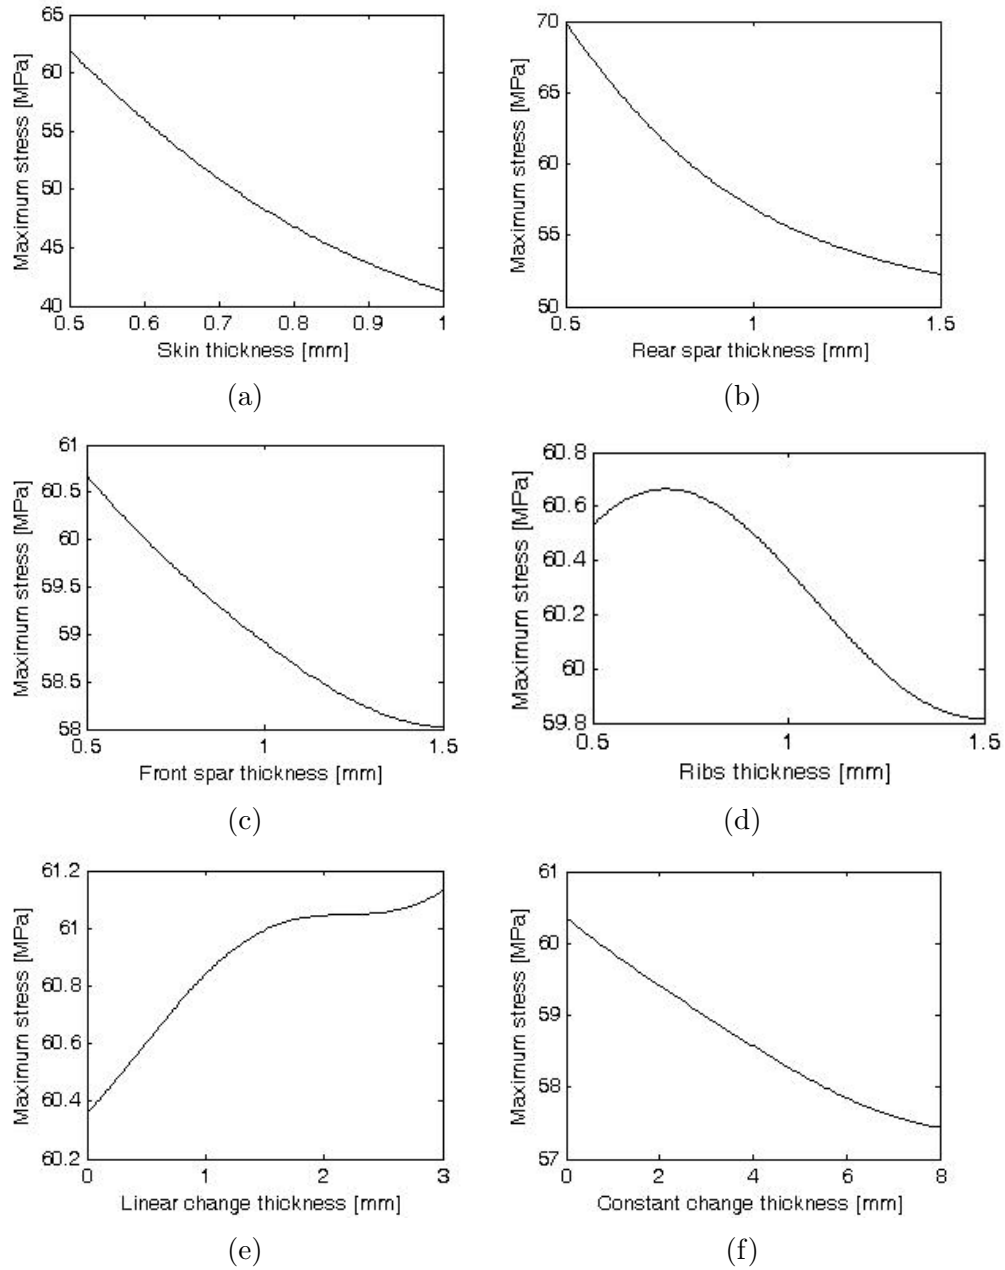 65
60
55
50
45
40
0.5 0.6 0.7 0.8 0.9 1
Maximum stress [MPa]
Skin thickness [mm]
(a)
70
65
60
55
50
0.5 1 1.5
Maximum stress [MPa]
Rear spar thickness [mm]
(b)
61
60.5
60
59.5
59
58.5
58
0.5 1 1.5
Maximum stress [MPa]
Front spar thickness [mm]
(c)
60.8
60.6
60.4
60.2
60
59.8
0.5 1 1.5
Maximum stress [MPa]
Ribs thickness [mm]
(d)
61.2
61
60.8
60.6
60.4
60.2
0 1 2 3
Maximum stress [MPa]
Linear change thickness [mm]
(e)
61
60
59
58
57
0 2 4 6 8
Maximum stress [MPa]
Constant change thickness [mm]
(f)